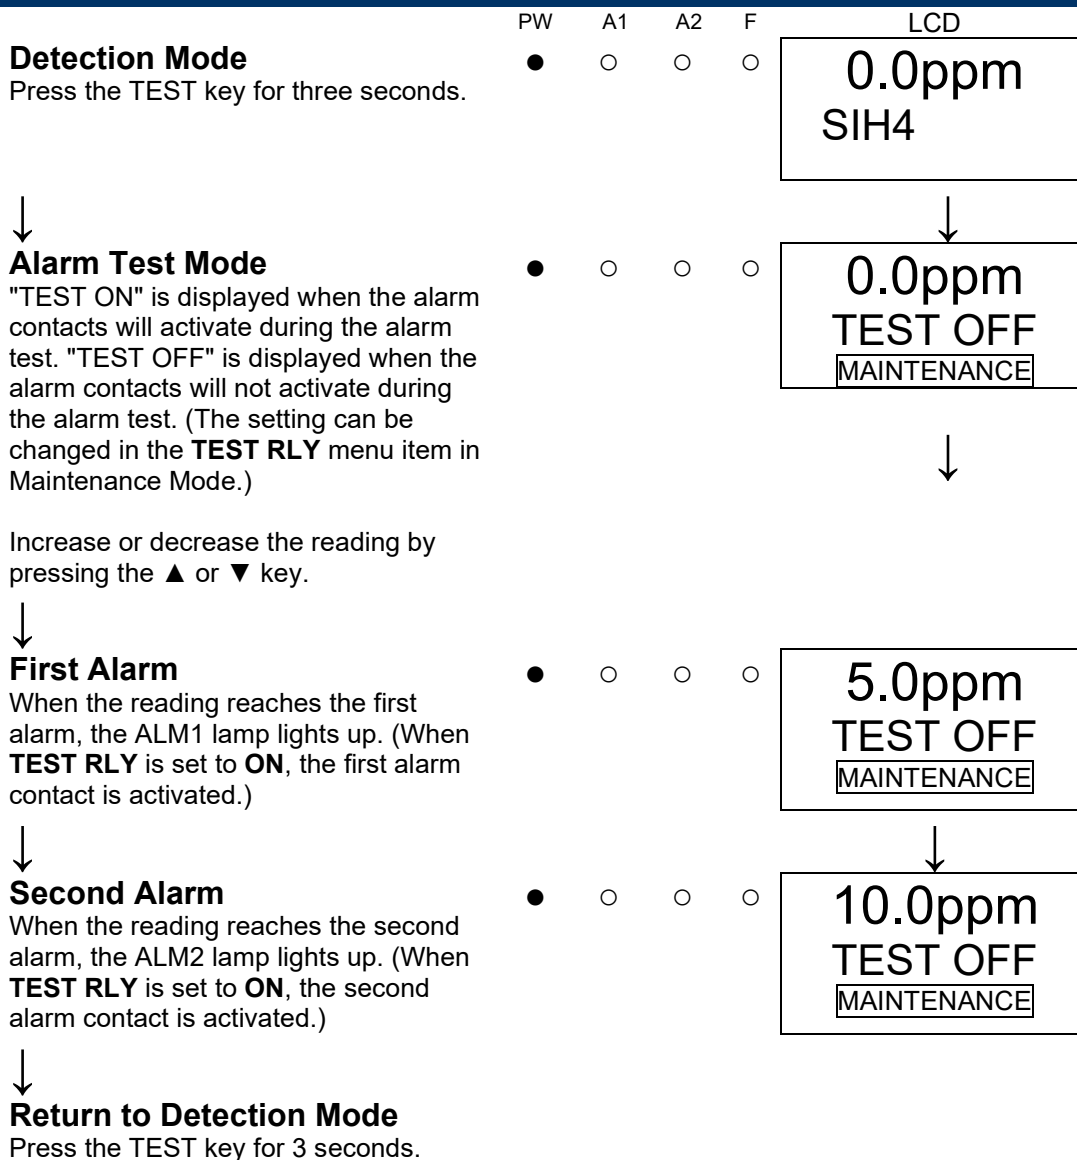 PW A1 A2 F LCD
Detection Mode
Press the TEST key for three seconds.
● ○ ○ ○
0.0ppm
SIH4
↓ ↓
Alarm Test Mode
"TEST ON" is displayed when the alarm
contacts will activate during the alarm
test. "TEST OFF" is displayed when the
alarm contacts will not activate during
the alarm test. (The setting can be
changed in the TEST RLY menu item in
Maintenance Mode.)
● ○ ○ ○
0.0ppm
TEST OFF
MAINTENANCE
↓
Increase or decrease the reading by
pressing the ▲ or ▼ key.
↓
First Alarm
When the reading reaches the first
alarm, the ALM1 lamp lights up. (When
TEST RLY is set to ON, the first alarm
contact is activated.)
● ○ ○ ○
5.0ppm
TEST OFF
MAINTENANCE
↓ ↓
Second Alarm
When the reading reaches the second
alarm, the ALM2 lamp lights up. (When
TEST RLY is set to ON, the second
alarm contact is activated.)
● ○ ○ ○
10.0ppm
TEST OFF
MAINTENANCE
↓
Return to Detection Mode
Press the TEST key for 3 seconds.